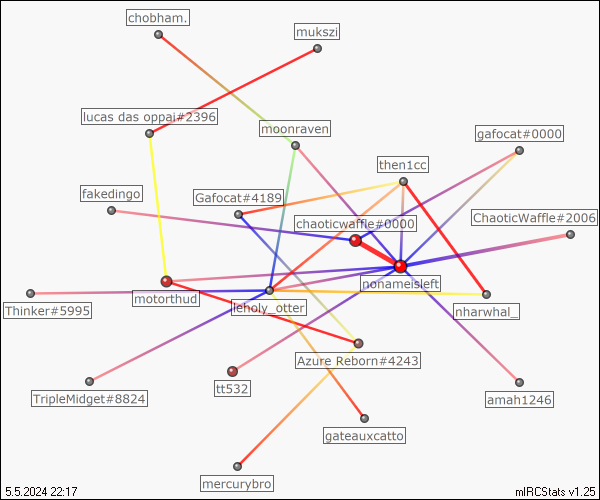 chobham.
mukszi
lucas das oppai#2396
moonraven
gafocat#0000
then1cc
fakedingo
Gafocat#4189
chaoticwaffle#0000
ChaoticWaffle#2006
nonameisleft
motorthud
Thinker#5995
leholy_otter
nharwhal_
Azure Reborn#4243
tt532
TripleMidget#8824
amah1246
gateauxcatto
mercurybro
5.5.2024 22:17
mIRCStats v1.25